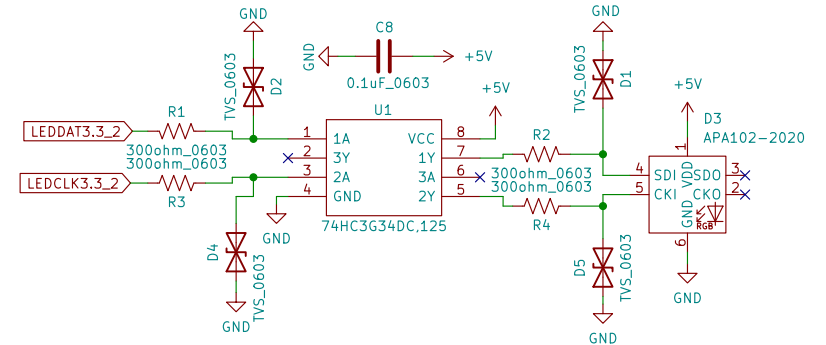 GND
C8
GND
+5V
0.1uF_0603
GND
TVS_0603
D2
TVS_0603
D1
+5V
U1
+5V
D3
APA102-2020
LEDDAT3.3_2
R1
300ohm_0603
1 1A
2 3Y
3 2A
4 GND
VCC 8
1Y 7
3A 6
2Y 5
74HC3G34DC,125
R2
300ohm_0603
LEDCLK3.3_2
300ohm_0603
R3
300ohm_0603
R4
1
VDD
4 SDI
5 CKI
SDO 3
CKO 2
GND
6
RGB
GND
D4
TVS_0603
GND
D5
TVS_0603
GND
GND